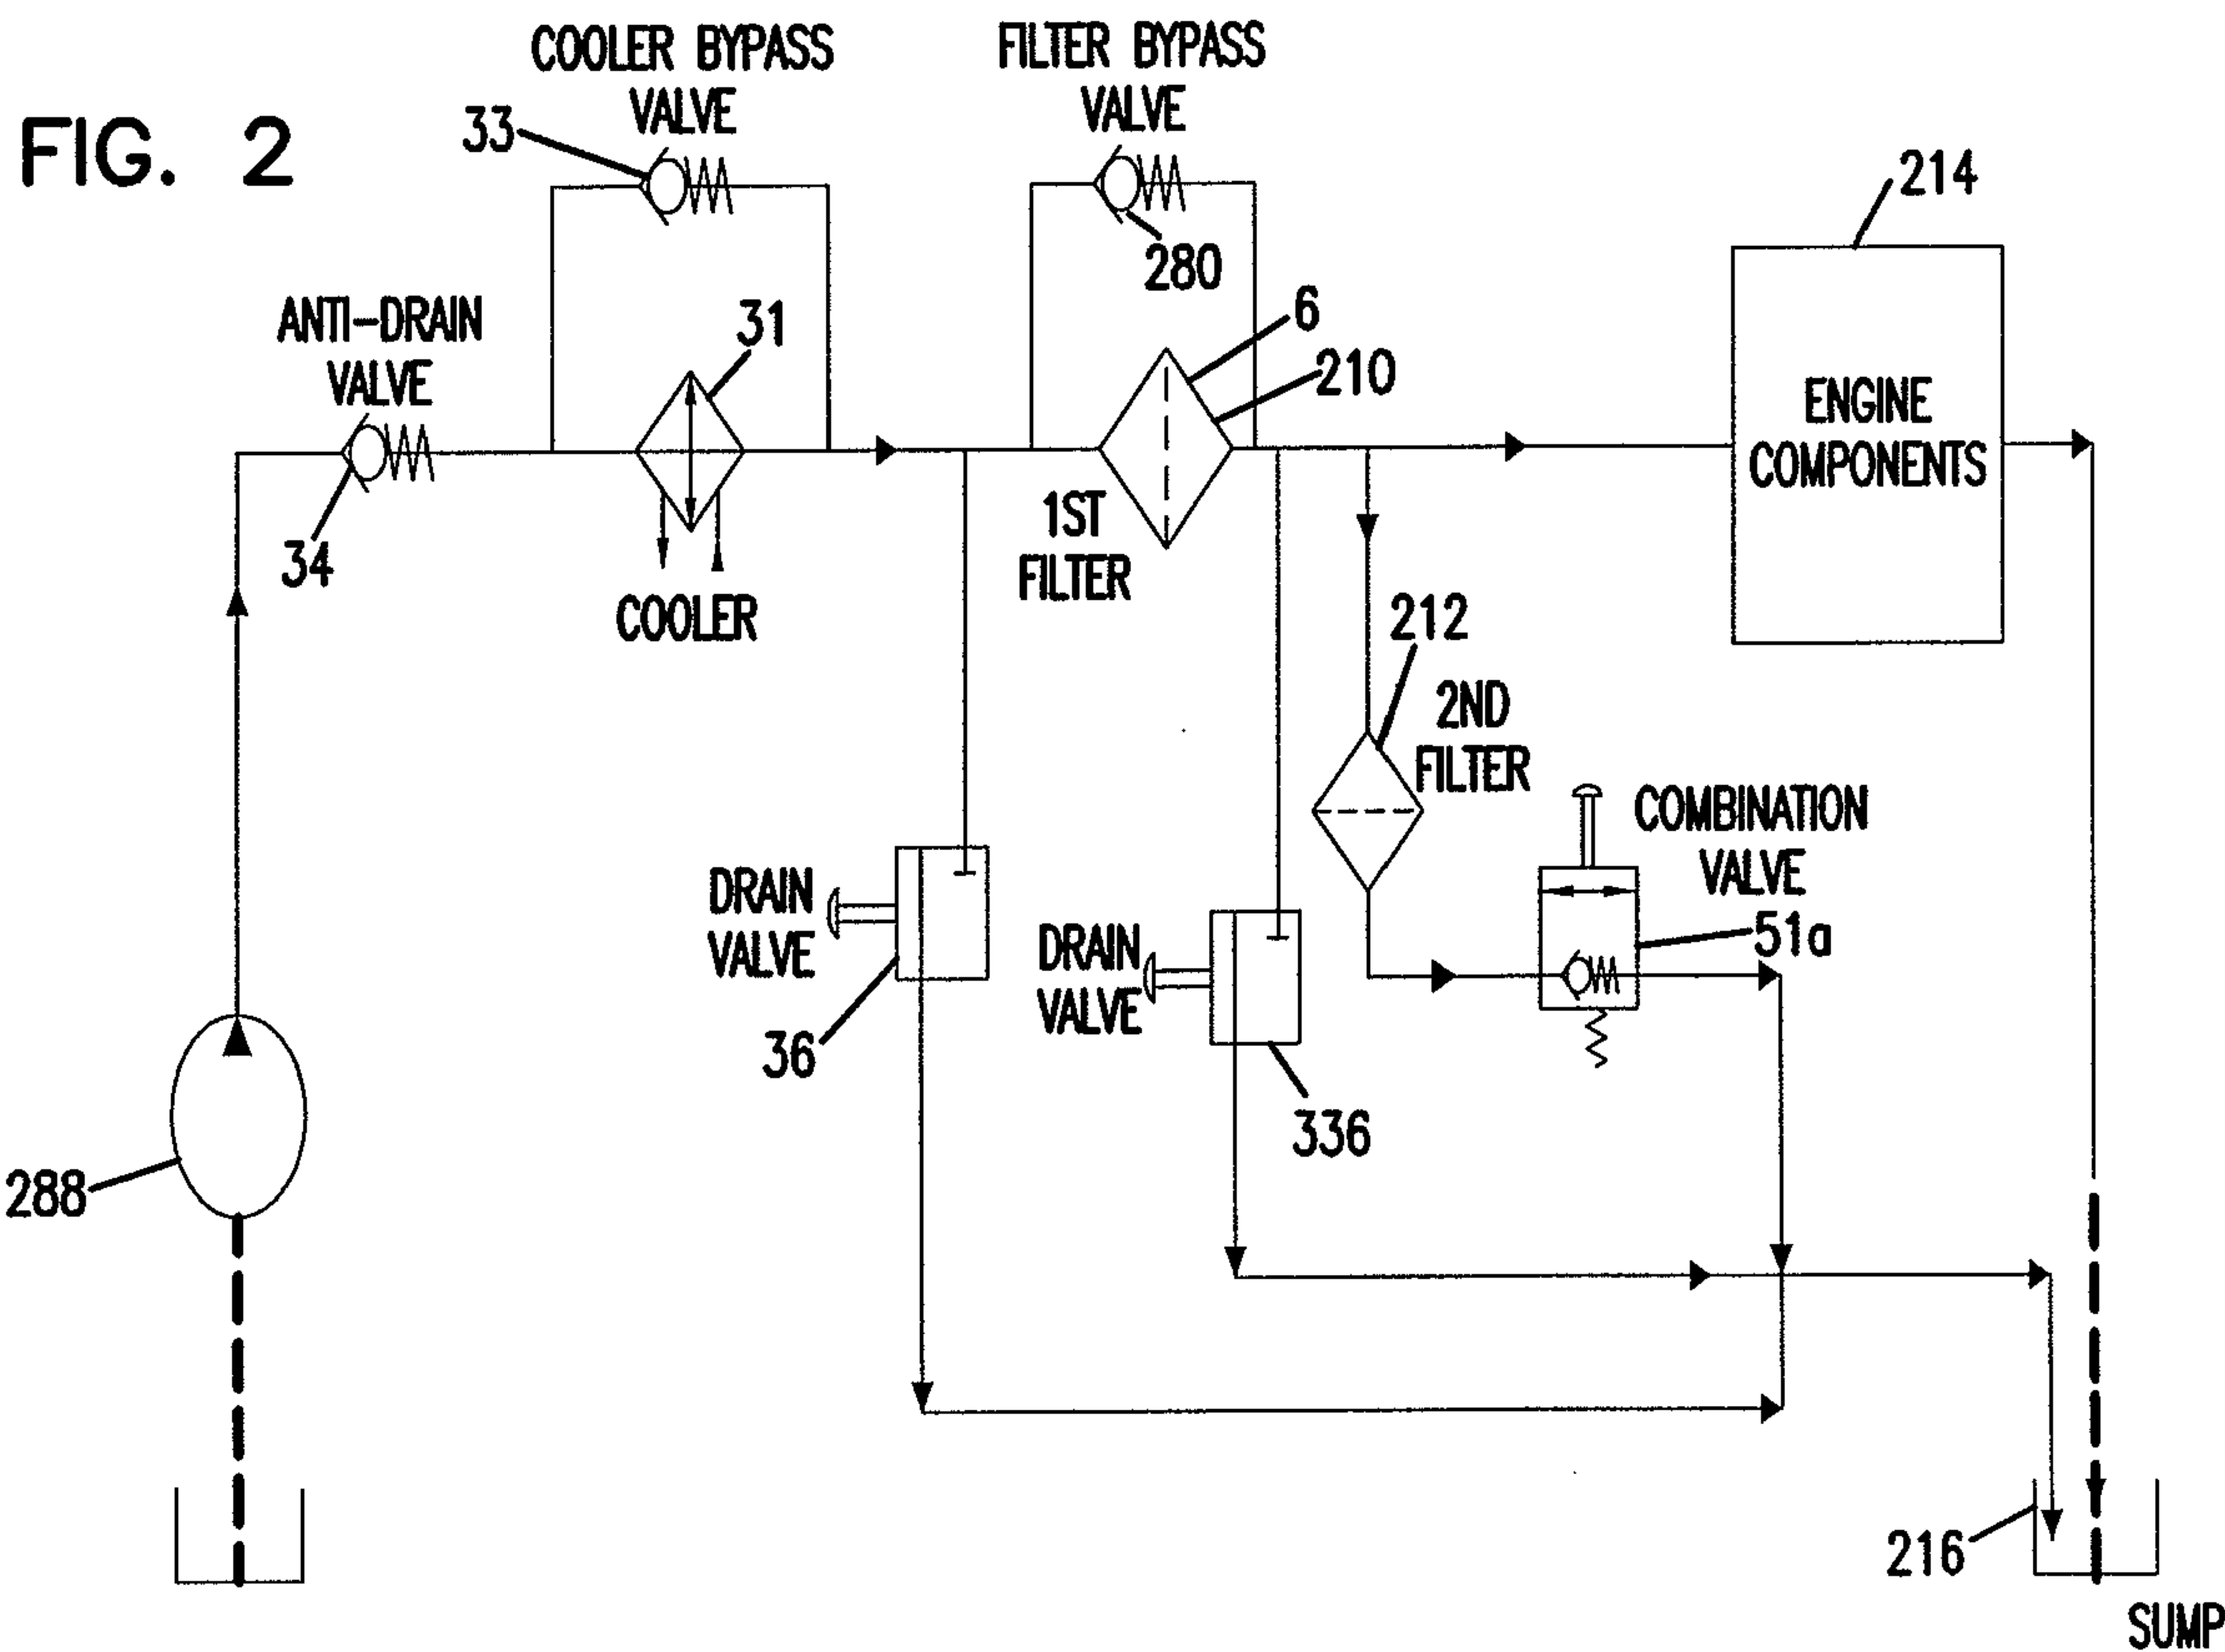 FIG. 2
COOLER BYPASS
VALVE
33
FILTER BYPASS
VALVE
280
214
ANTI-DRAIN
VALVE
34
31
COOLER
6
210
1ST
FILTER
ENGINE
COMPONENTS
212
2ND
FILTER
COMBINATION
VALVE
51a
DRAIN
VALVE
36
DRAIN
VALVE
336
288
216
SUMP